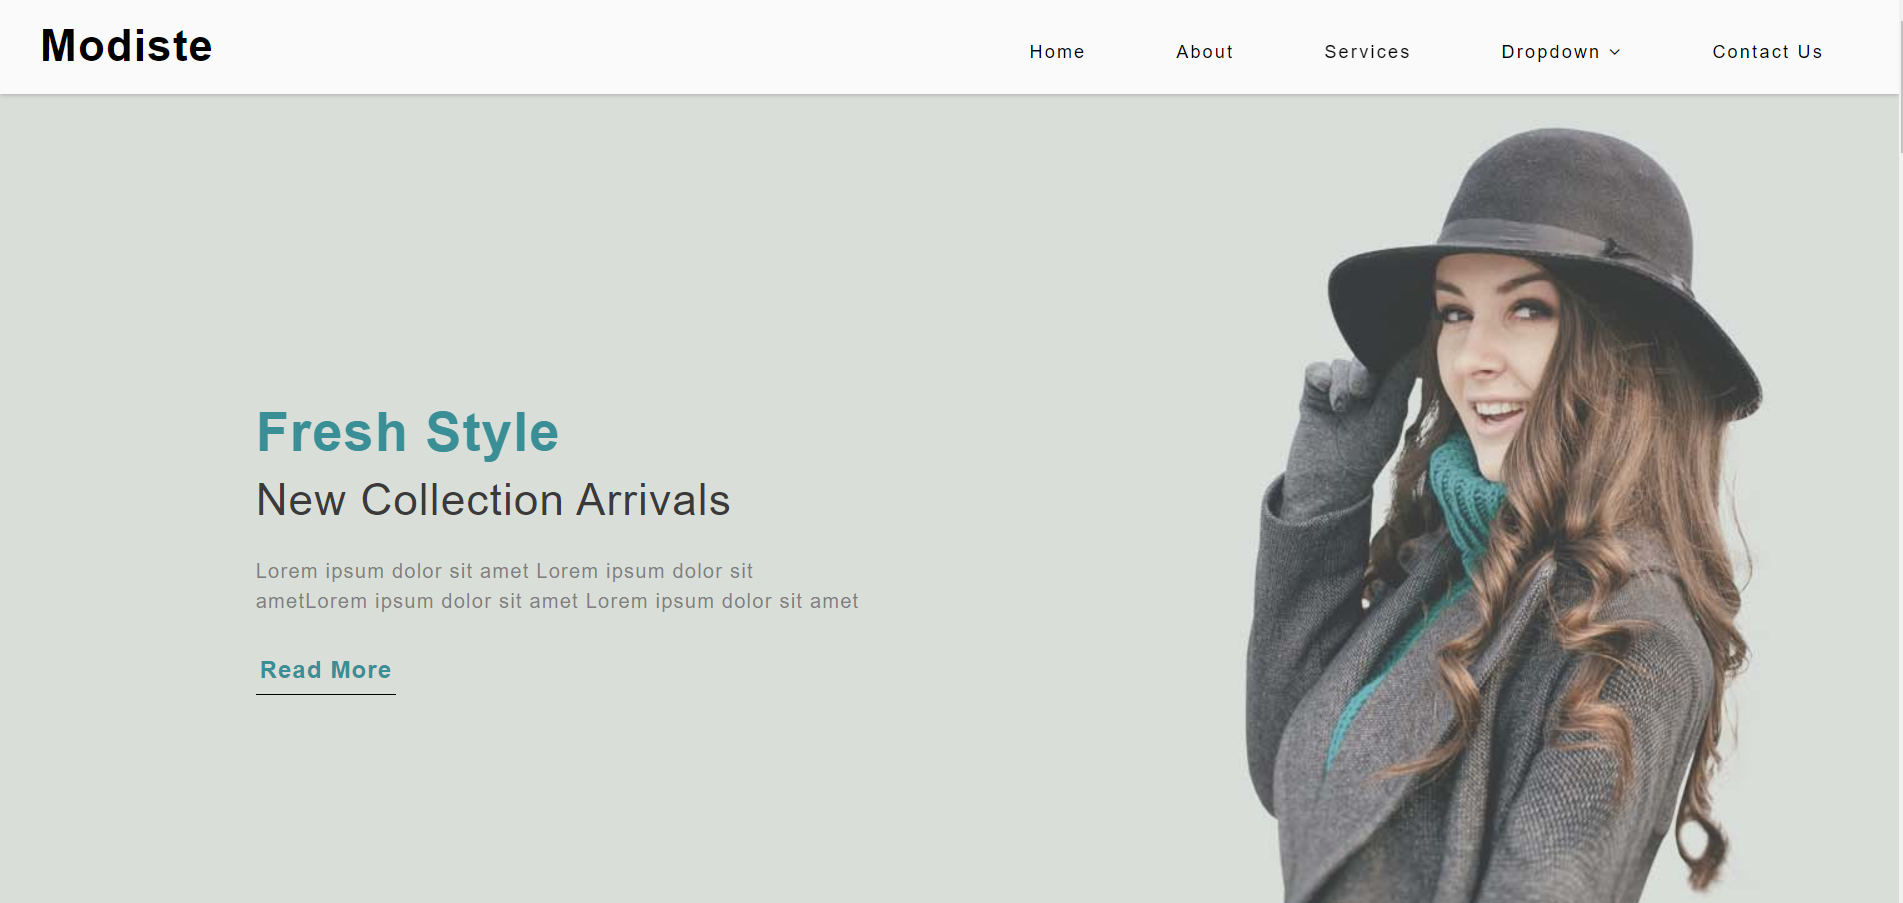 Modiste
Home
About
Services
Dropdown
Contact Us
Fresh Style
New Collection Arrivals
Lorem ipsum dolor sit amet Lorem ipsum dolor sit
ametLorem ipsum dolor sit amet Lorem ipsum dolor sit amet
Read More